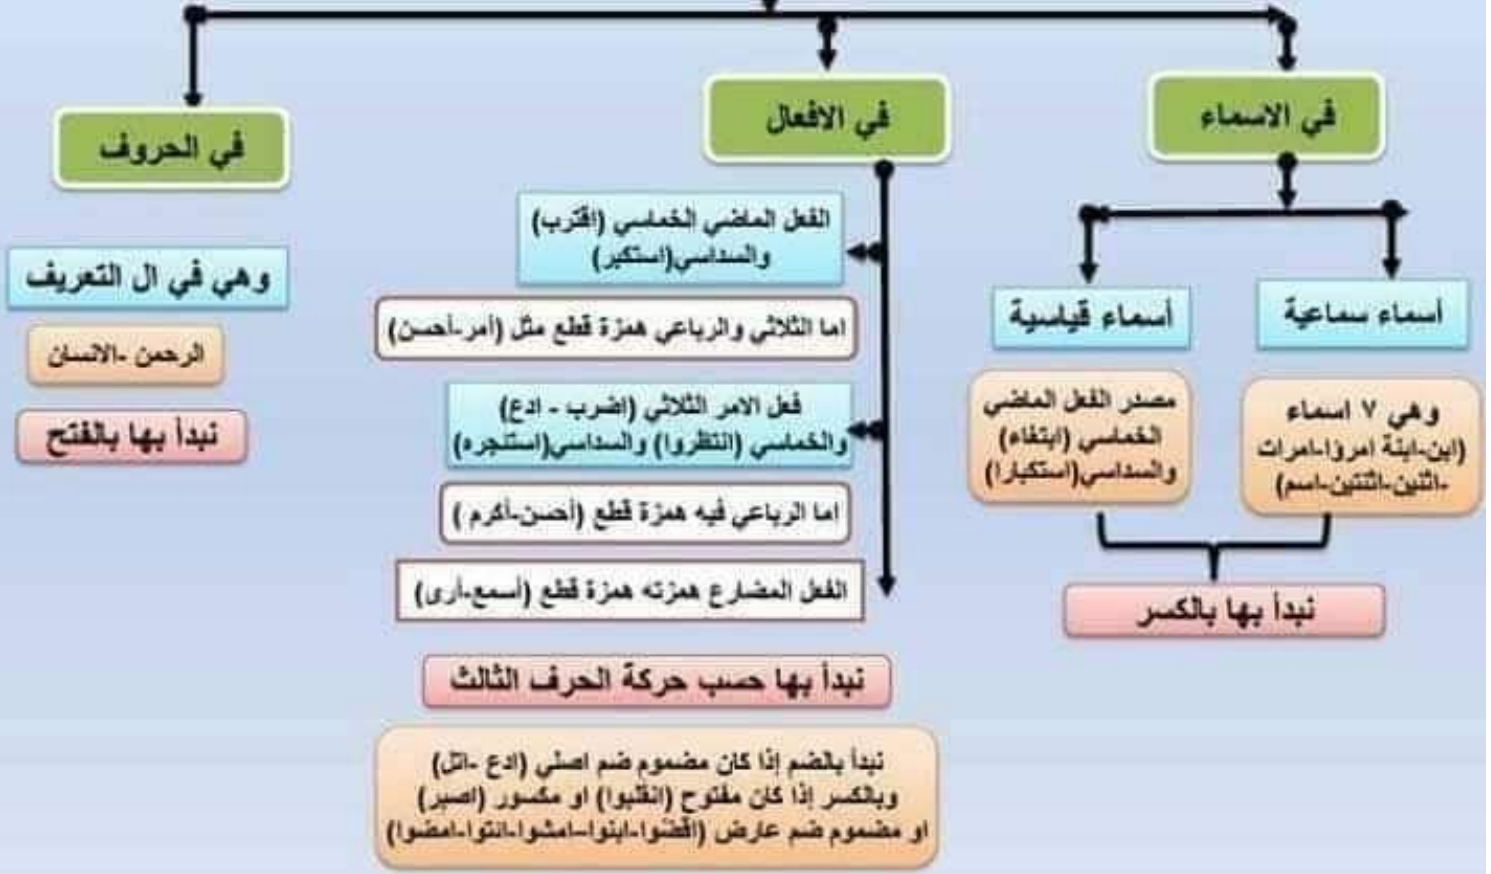 في الاسماء
أسماء سماعية
وهي ٧ اسماء
(ابن-ابنة امرؤا-امرات
-اثنين-اثنتين-اسم)
أسماء قياسية
مصدر الفعل الماضي
الخماسي (ابتغاء)
والسداسي(استكبارا)
نبدأ بها بالكسر
في الافعال
الفعل الماضي الخماسي (اقترب)
والسداسي(استكبر)
اما الثلاثي والرباعي همزة قطع مثل (أمر-أحسن)
فعل الامر الثلاثي (اضرب - ادع)
والخماسي (انتظروا) والسداسي(استنجره)
اما الرباعي فيه همزة قطع (أحسن-أكرم )
الفعل المضارع همزته همزة قطع (أسمع-أرى)
نبدأ بها حسب حركة الحرف الثالث
نبدأ بالضم إذا كان مضموم ضم اصلي (ادع -اتل)
وبالكسر إذا كان مفتوح (انقلبوا) او مكسور (اصبر)
او مضموم ضم عارض (اقضوا-ابنوا-امشوا-ائتوا-امضوا)
في الحروف
وهي في ال التعريف
الرحمن -الانسان
نبدأ بها بالفتح